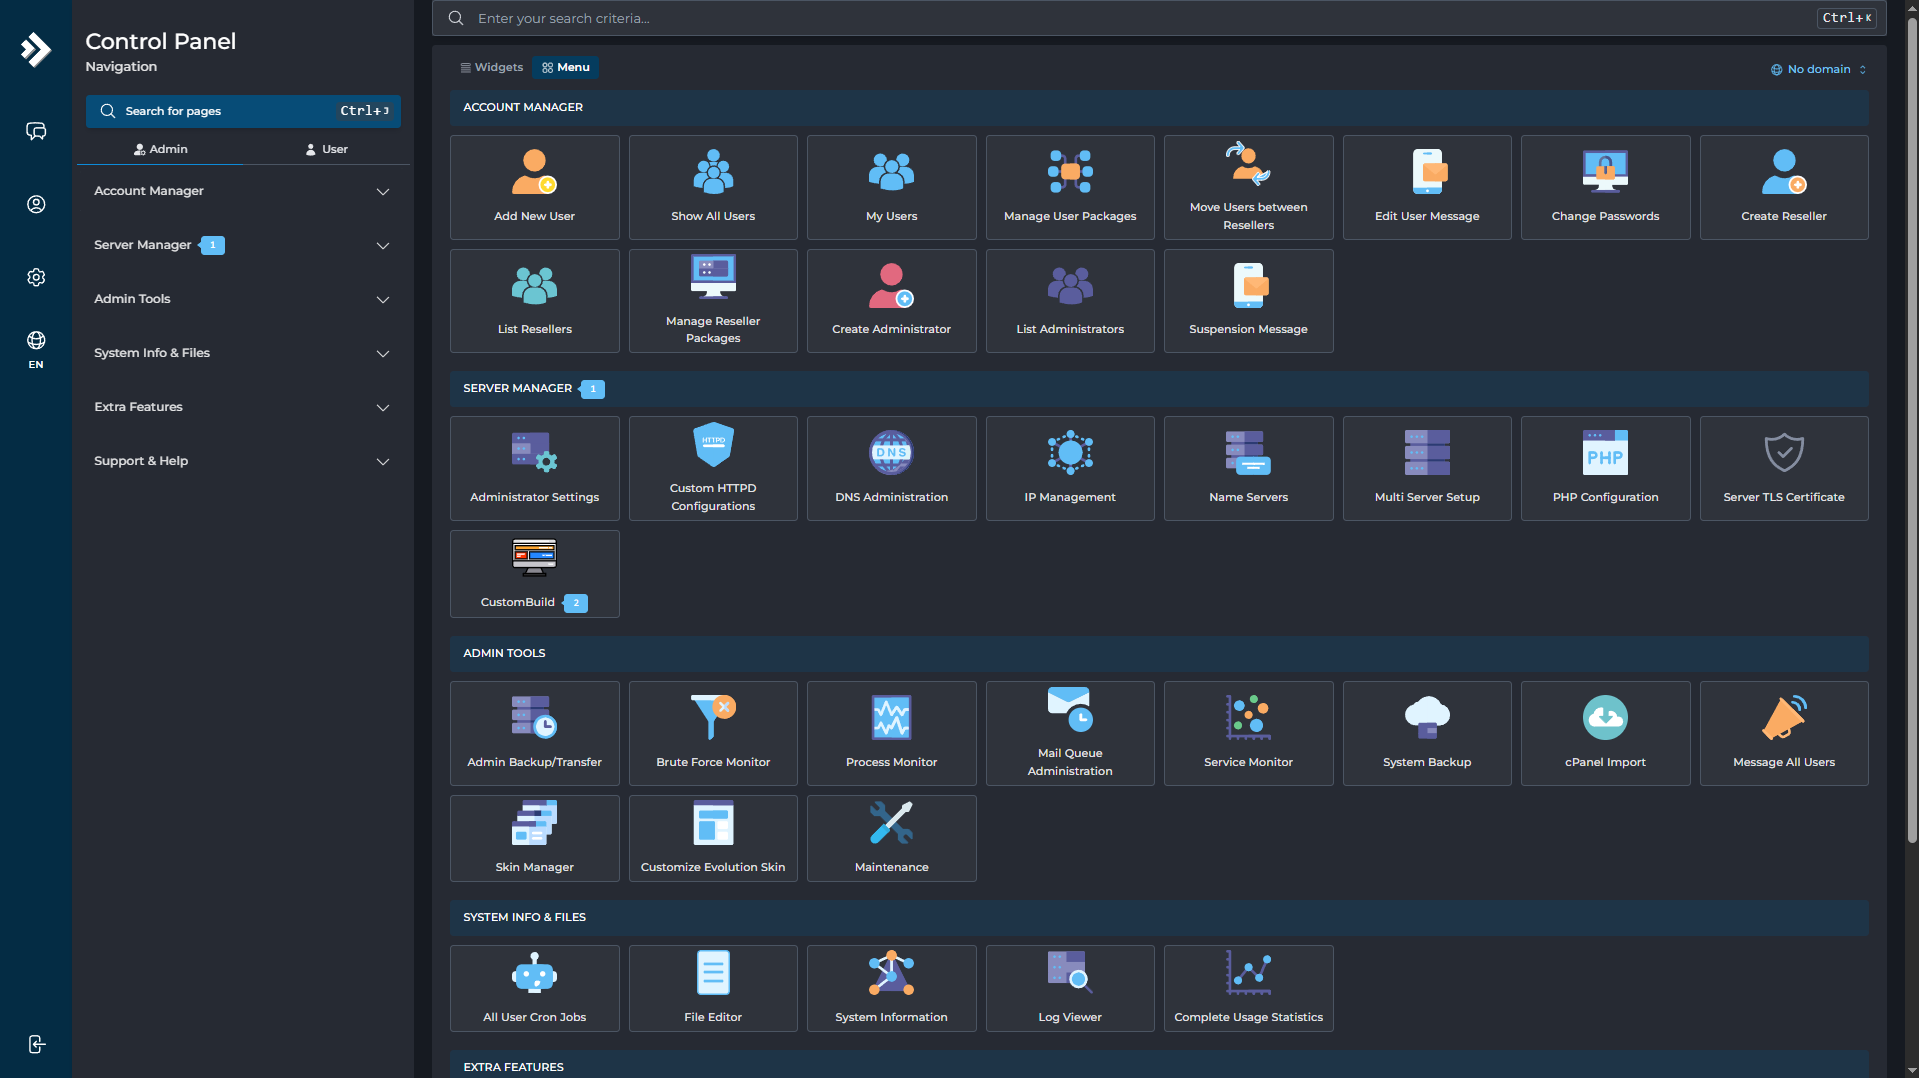 Control Panel
Navigation
Search for pages Ctrl+J
Admin User
Account Manager
Server Manager 1
Admin Tools
System Info & Files
Extra Features
Support & Help
EN
Enter your search criteria... Ctrl+K
Widgets Menu No domain
ACCOUNT MANAGER
Add New User
Show All Users
My Users
Manage User Packages
Move Users between
Resellers
Edit User Message
Change Passwords
Create Reseller
List Resellers
Manage Reseller
Packages
Create Administrator
List Administrators
Suspension Message
SERVER MANAGER 1
Administrator Settings
HTTPD
Custom HTTPD
Configurations
DNS
DNS Administration
IP Management
Name Servers
Multi Server Setup
PHP
PHP Configuration
Server TLS Certificate
CustomBuild 2
ADMIN TOOLS
Admin Backup/Transfer
Brute Force Monitor
Process Monitor
Mail Queue
Administration
Service Monitor
System Backup
cPanel Import
Message All Users
Skin Manager
Customize Evolution Skin
Maintenance
SYSTEM INFO & FILES
All User Cron Jobs
File Editor
System Information
Log Viewer
Complete Usage Statistics
EXTRA FEATURES